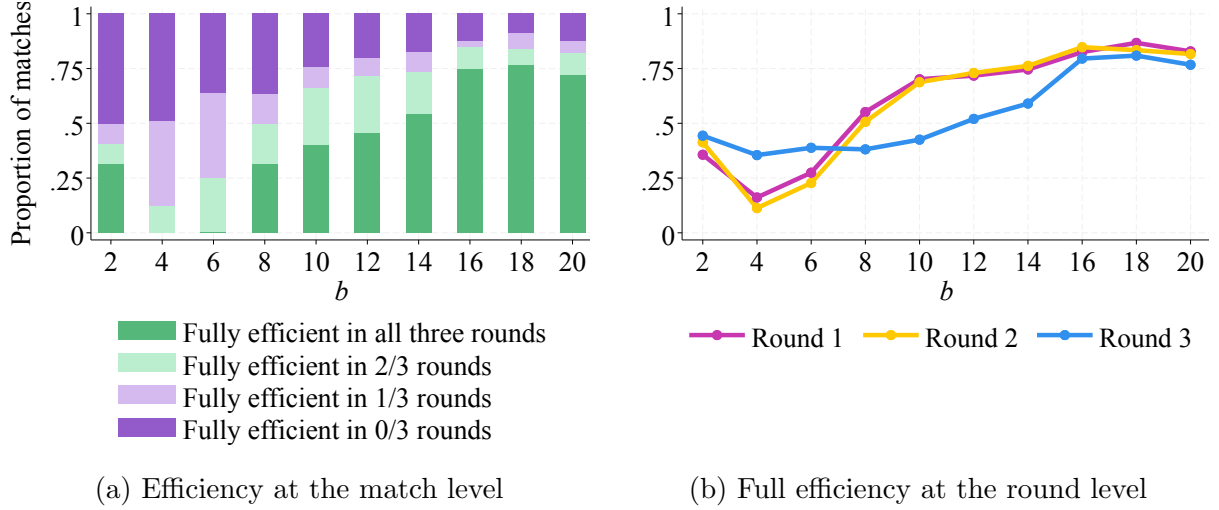 Proportion of matches
1
.75
.5
.25
0
2 4 6 8 10 12 14 16 18 20
b
Fully efficient in all three rounds
Fully efficient in 2/3 rounds
Fully efficient in 1/3 rounds
Fully efficient in 0/3 rounds
(a) Efficiency at the match level
1
.75
.5
.25
0
2 4 6 8 10 12 14 16 18 20
b
Round 1 Round 2 Round 3
(b) Full efficiency at the round level